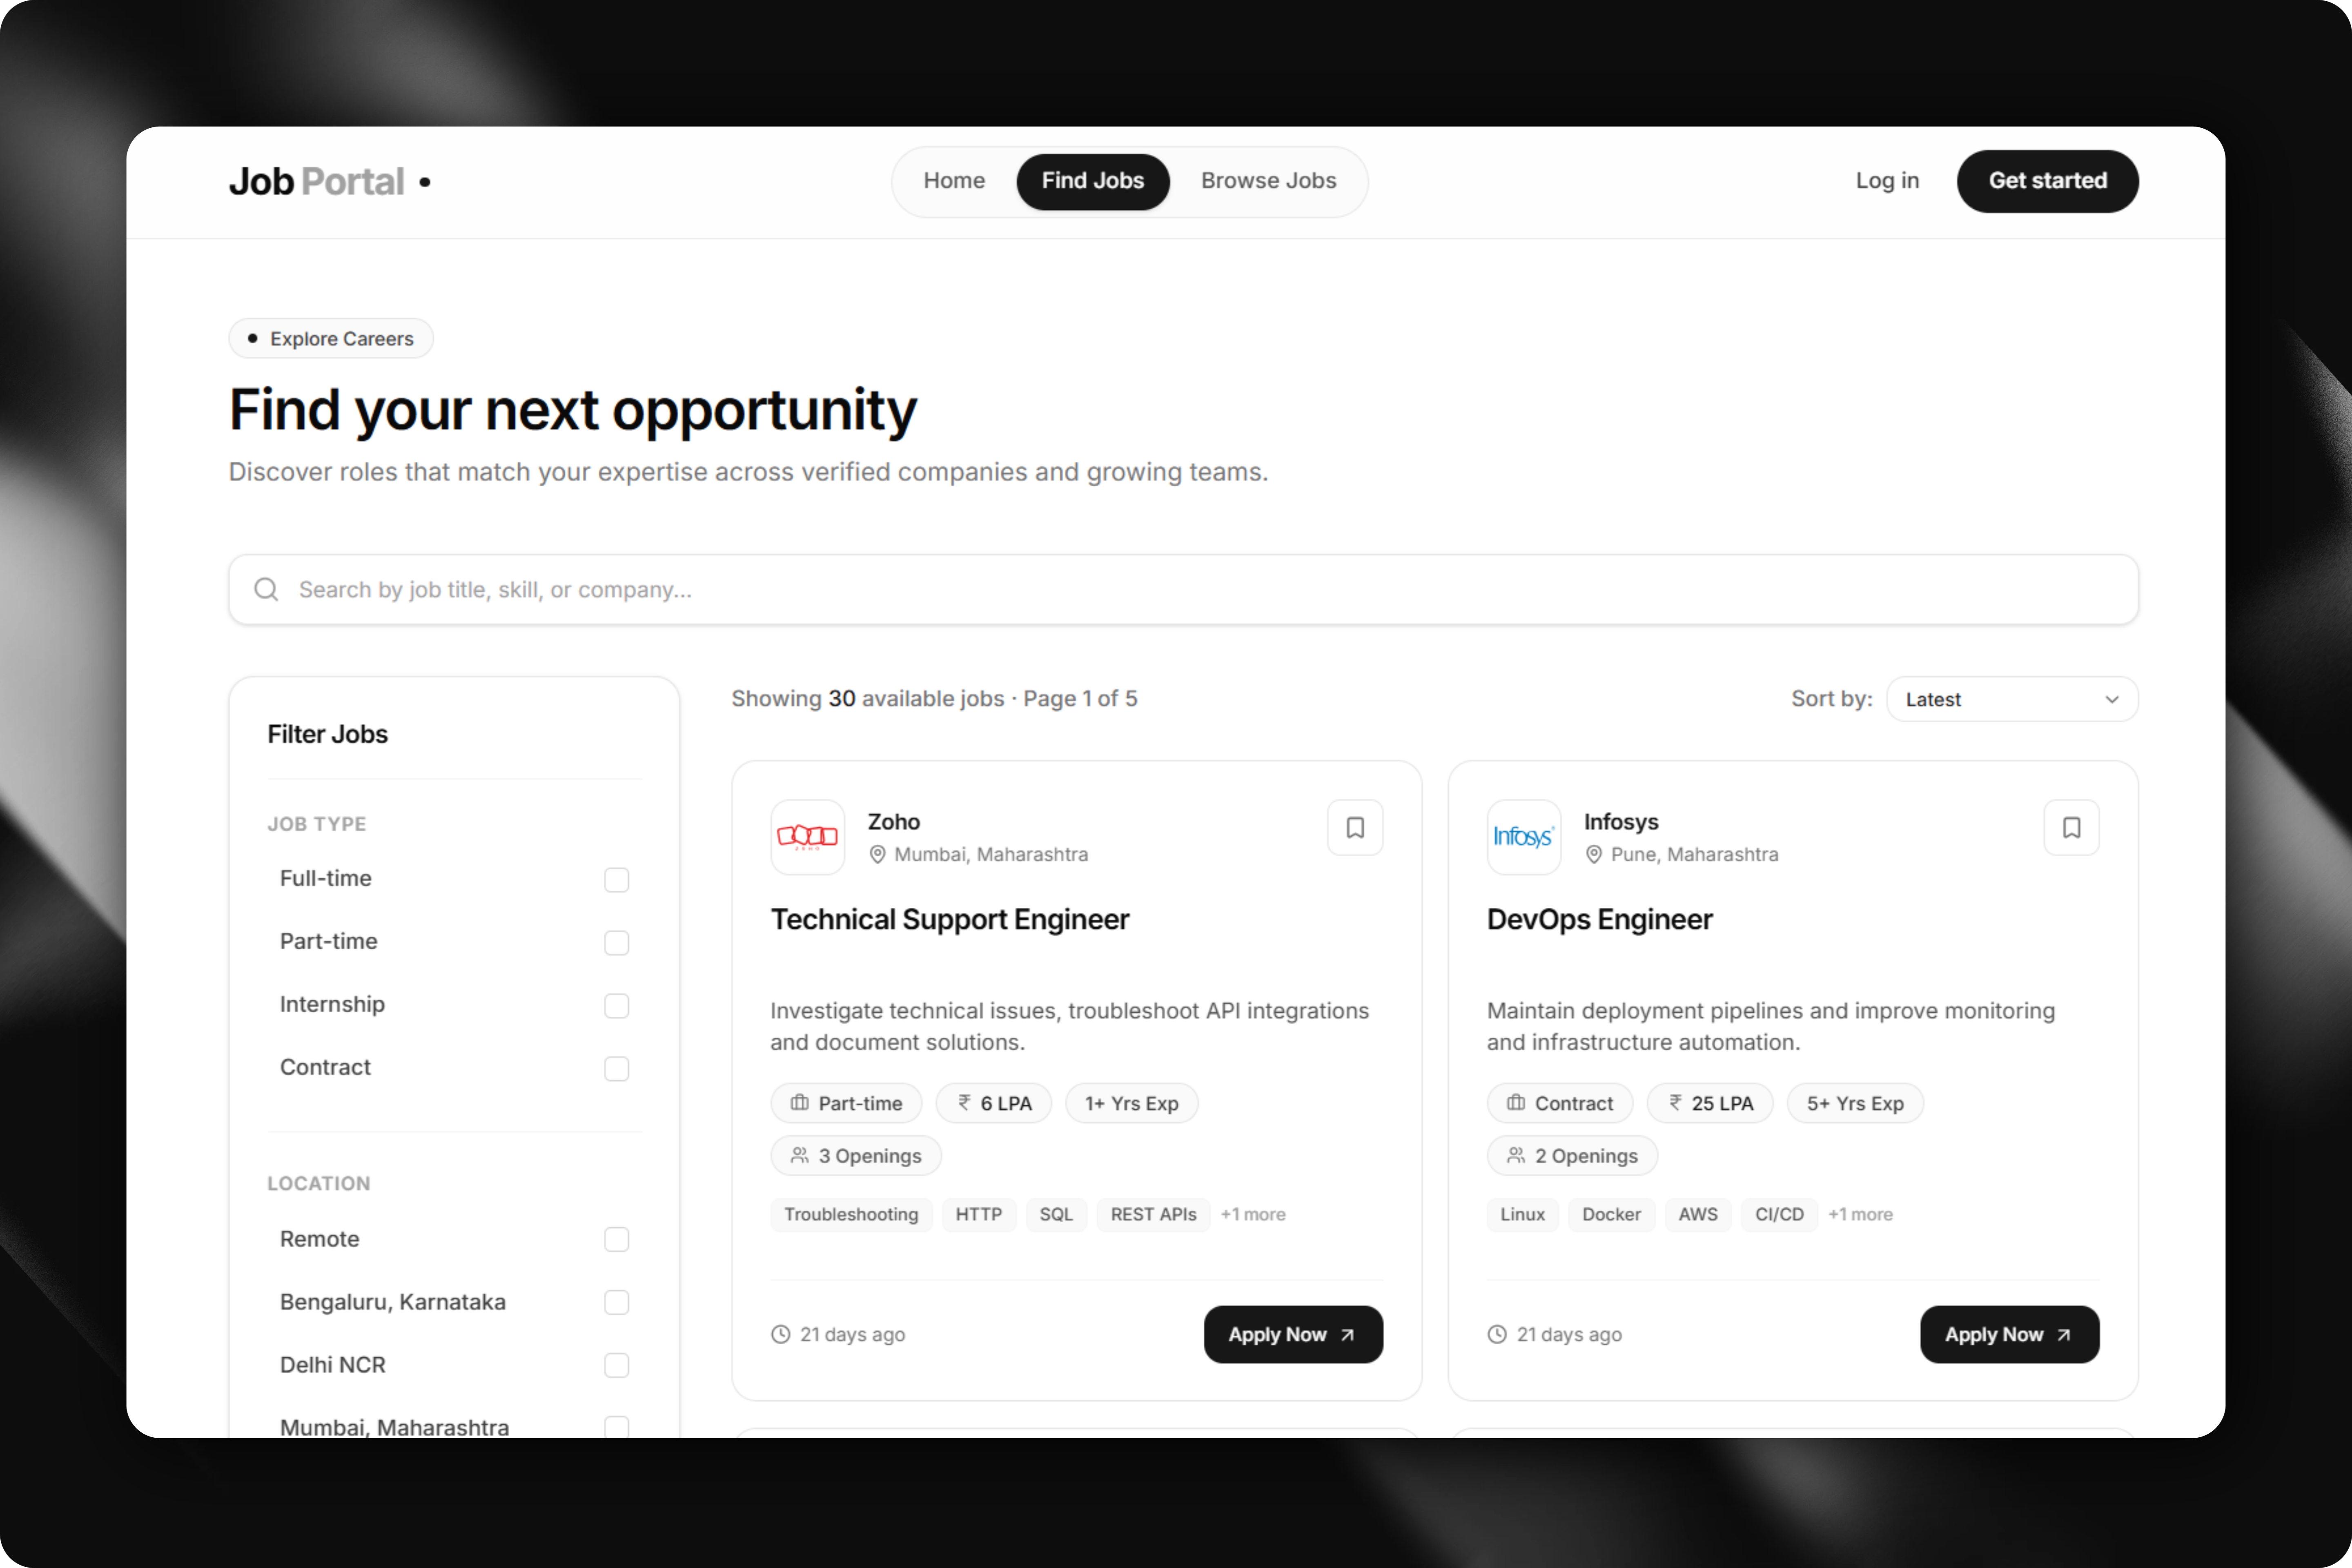 Job Portal
Home
Find Jobs
Browse Jobs
Log in
Get started
Explore Careers
Find your next opportunity
Discover roles that match your expertise across verified companies and growing teams.
Search by job title, skill, or company...
Filter Jobs
JOB TYPE
Full-time
Part-time
Internship
Contract
LOCATION
Remote
Bengaluru, Karnataka
Delhi NCR
Mumbai, Maharashtra
Showing 30 available jobs · Page 1 of 5
Sort by:
Latest
ZOHO
Zoho
Mumbai, Maharashtra
Technical Support Engineer
Investigate technical issues, troubleshoot API integrations
and document solutions.
Part-time
₹ 6 LPA
1+ Yrs Exp
3 Openings
Troubleshooting
HTTP
SQL
REST APIs
+1 more
21 days ago
Apply Now
Infosys
Infosys
Pune, Maharashtra
DevOps Engineer
Maintain deployment pipelines and improve monitoring
and infrastructure automation.
Contract
₹ 25 LPA
5+ Yrs Exp
2 Openings
Linux
Docker
AWS
CI/CD
+1 more
21 days ago
Apply Now